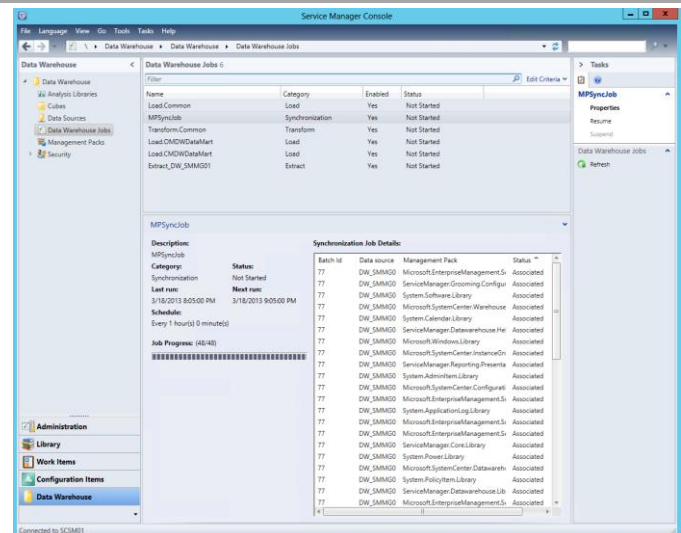 Service Manager Console
File Language View Go Tools Tasks Help
\ Data Warehouse Data Warehouse Data Warehouse Jobs
Data Warehouse <
Data Warehouse
Analysis Libraries
Cubes
Data Sources
Data Warehouse Jobs
Management Packs
Security
Administration
Library
Work Items
Configuration Items
Data Warehouse
Data Warehouse Jobs 6
Filter
Edit Criteria
Name Category Enabled Status
Load.Common Load Yes Not Started
MPSyncJob Synchronization Yes Not Started
Transform.Common Transform Yes Not Started
Load.OMDWDataMart Load Yes Not Started
Load.CMDWDataMart Load Yes Not Started
Extract_DW_SMMG01 Extract Yes Not Started
MPSyncJob
Description:
MPSyncJob
Category: Status:
Synchronization Not Started
Last run: Next run:
3/18/2013 8:05:00 PM 3/18/2013 9:05:00 PM
Schedule:
Every 1 hour(s) 0 minute(s)
Job Progress: (48/48)
Synchronization Job Details:
Batch Id Data source Management Pack Status
77 DW_SMMG0 Microsoft.EnterpriseManagement.S Associated
77 DW_SMMG0 ServiceManager.Grooming.Configu Associated
77 DW_SMMG0 System.Software.Library Associated
77 DW_SMMG0 Microsoft.SystemCenter.Warehouse Associated
77 DW_SMMG0 System.Calendar.Library Associated
77 DW_SMMG0 ServiceManager.Datawarehouse.He Associated
77 DW_SMMG0 Microsoft.Windows.Library Associated
77 DW_SMMG0 Microsoft.SystemCenter.InstanceGr Associated
77 DW_SMMG0 ServiceManager.Reporting.Presenta Associated
77 DW_SMMG0 System.AdminItem.Library Associated
77 DW_SMMG0 Microsoft.SystemCenter.Configurati Associated
77 DW_SMMG0 Microsoft.EnterpriseManagement.S Associated
77 DW_SMMG0 System.ApplicationLog.Library Associated
77 DW_SMMG0 Microsoft.EnterpriseManagement.S Associated
77 DW_SMMG0 ServiceManager.Core.Library Associated
77 DW_SMMG0 System.Power.Library Associated
77 DW_SMMG0 Microsoft.SystemCenter.Datawareh Associated
77 DW_SMMG0 System.PolicyItem.Library Associated
77 DW_SMMG0 ServiceManager.Datawarehouse.Lib Associated
77 DW_SMMG0 Microsoft.EnterpriseManagement.S Associated
> Tasks
MPSyncJob
Properties
Resume
Suspend
Data Warehouse Jobs
Refresh
Connected to SCSM01